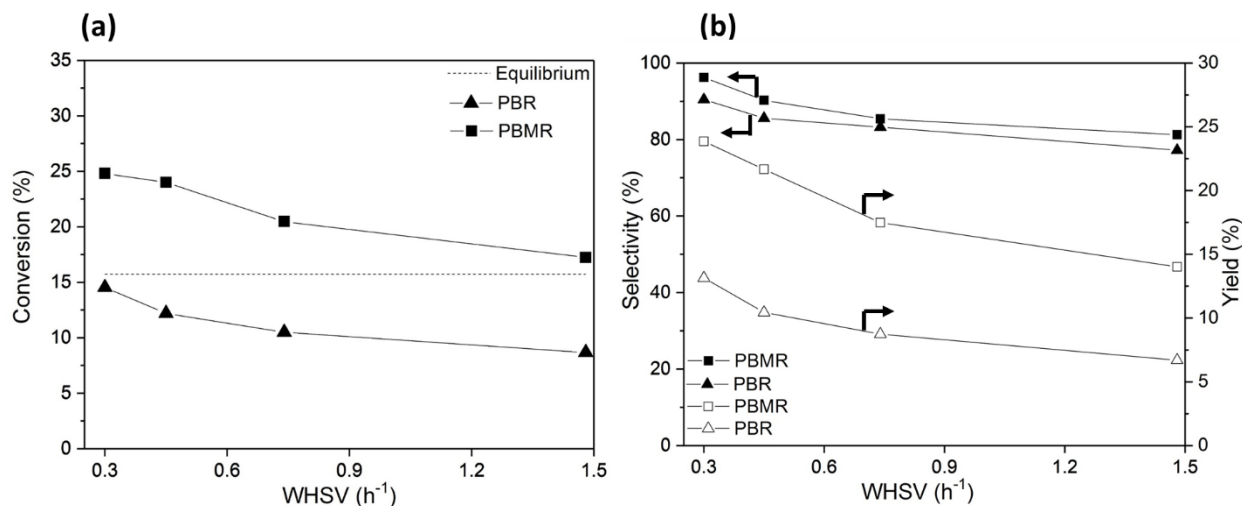 (a)
35
30
25
20
15
10
5
0
Conversion (%)
Equilibrium
PBR
PBMR
0.3 0.6 0.9 1.2 1.5
WHSV (h⁻¹)
(b)
100
80
60
40
20
0
Selectivity (%)
PBMR
PBR
PBMR
PBR
30
25
20
15
10
5
0
Yield (%)
0.3 0.6 0.9 1.2 1.5
WHSV (h⁻¹)